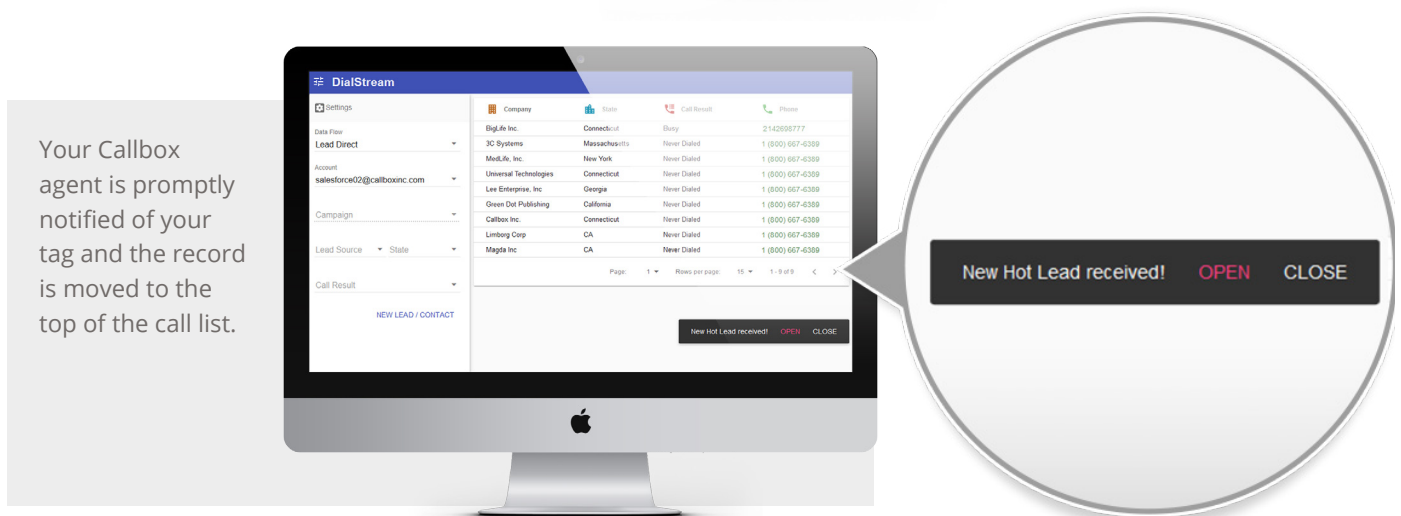 Your Callbox
agent is promptly
notified of your
tag and the record
is moved to the
top of the call list.
DialStream
Settings
Data Flow
Lead Direct
Account
salesforce02@callboxinc.com
Campaign
Lead Source State
Call Result
NEW LEAD / CONTACT
Company State Call Result Phone
BigLife Inc. Connecticut Busy 2142698777
3C Systems Massachusetts Never Dialed 1 (800) 667-6389
MedLife, Inc. New York Never Dialed 1 (800) 667-6389
Universal Technologies Connecticut Never Dialed 1 (800) 667-6389
Lee Enterprise, Inc Georgia Never Dialed 1 (800) 667-6389
Green Dot Publishing California Never Dialed 1 (800) 667-6389
Callbox Inc. Connecticut Never Dialed 1 (800) 667-6389
Limborg Corp CA Never Dialed 1 (800) 667-6389
Magda Inc CA Never Dialed 1 (800) 667-6389
Page: 1 Rows per page: 15 1 - 9 of 9 < >
New Hot Lead received! OPEN CLOSE
New Hot Lead received! OPEN CLOSE